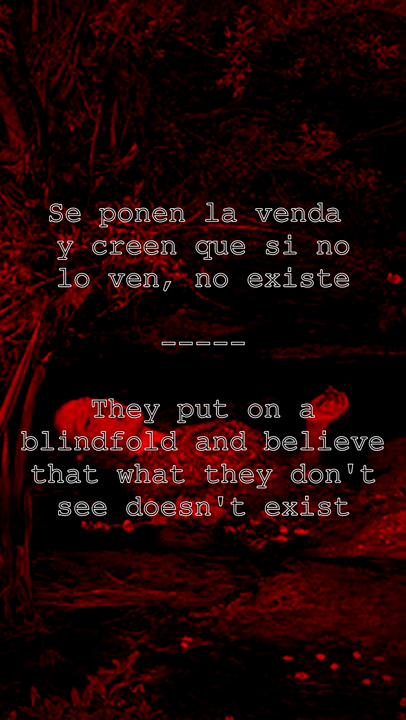 Se ponen la venda
y creen que si no
lo ven, no existe
-----
They put on a
blindfold and believe
that what they don't
see doesn't exist